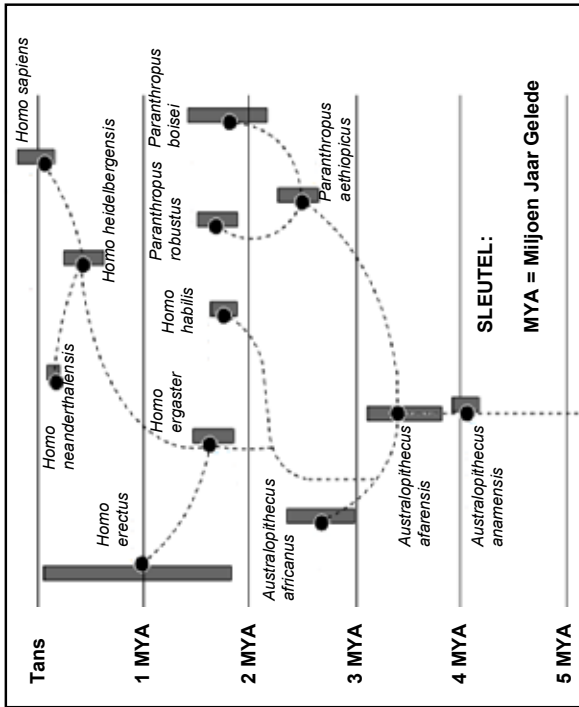 Tans
1 MYA
2 MYA
3 MYA
4 MYA
5 MYA
Homo sapiens
Homo heidelbergensis
Homo
neanderthalensis
Homo
erectus
Homo
ergaster
Homo
habilis
Paranthropus
robustus
Paranthropus
boisei
Paranthropus
aethiopicus
Australopithecus
africanus
Australopithecus
afarensis
Australopithecus
anamensis
SLEUTEL:
MYA = Miljoen Jaar Gelede